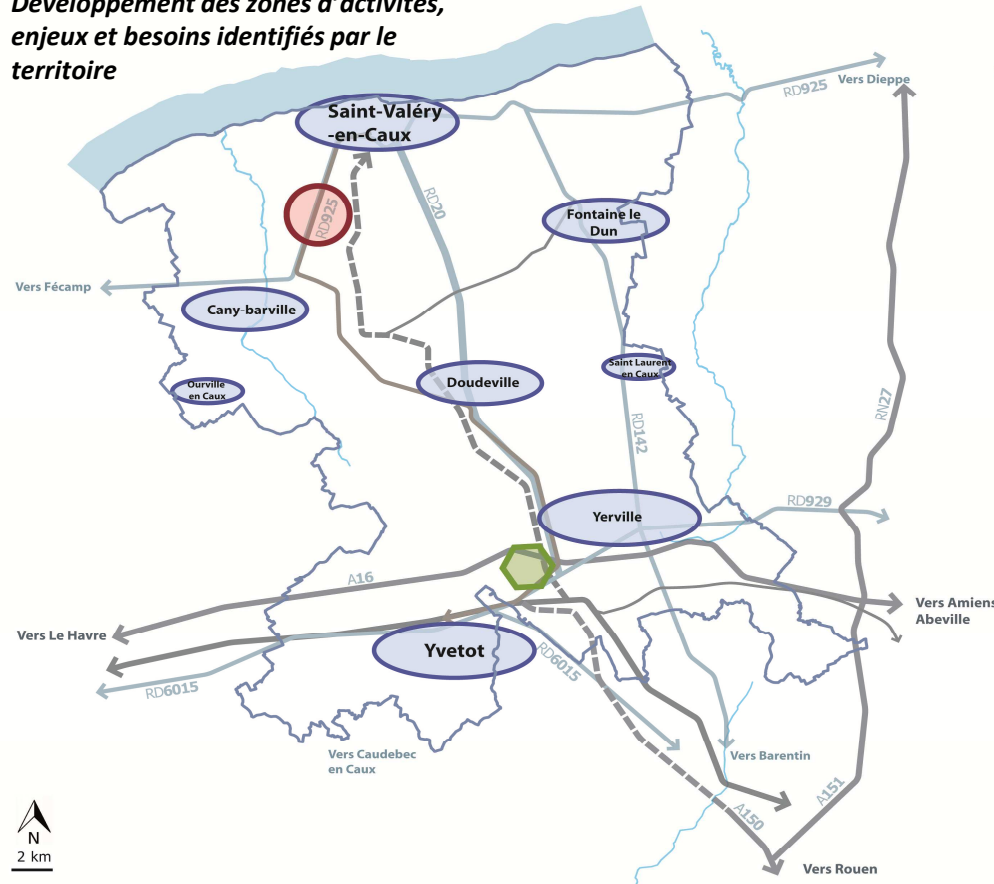 Développement des zones d'activités,
enjeux et besoins identifiés par le
territoire
Vers Dieppe
RD925
Saint-Valéry
-en-Caux
RD20
RD925
Fontaine le
Dun
Vers Fécamp
Cany-barville
Saint Laurent
en Caux
Doudeville
Ourville
en Caux
RN27
RD142
RD929
Yerville
A16
Vers Amiens
Abeville
Vers Le Havre
Yvetot
RD6015
RD6015
Vers Caudebec
en Caux
Vers Barentin
A151
A150
N
2 km
Vers Rouen